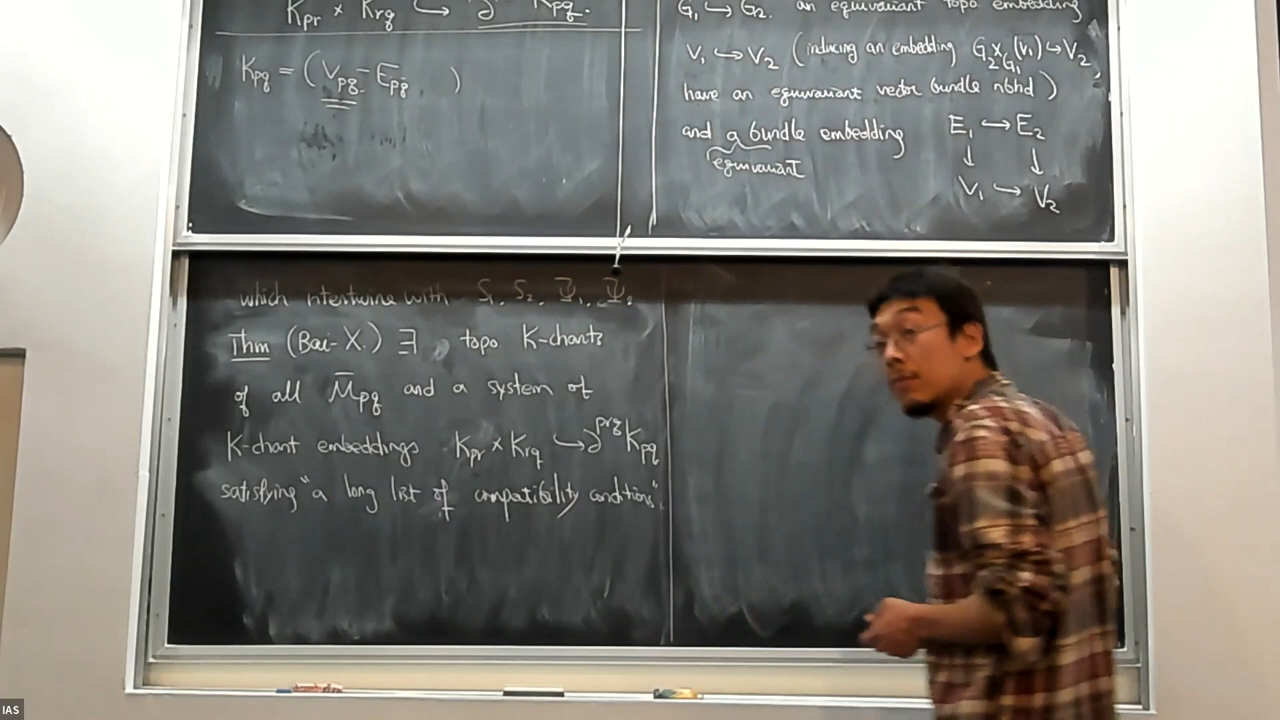 K_pr × K_rq ↪ ∂ K_pq.
K_pq = (V_pq - E_pq )
G_1 ↪ G_2. an equivariant topo embedding
V_1 ↪ V_2 (inducing an embedding G_2 ×_{G_1} (V_1) ↪ V_2,
have an equivariant vector bundle nbhd )
and a bundle embedding
equivariant
E_1 ↪ E_2
↓ ↓
V_1 ↪ V_2
which intertwine with S_1, S_2, Ψ_1, Ψ_2
Thm (Bai-X.) ∃ topo K-charts
of all M̄_pq and a system of
K-chart embeddings K_pr × K_rq ↪ ∂^{prq} K_pq
satisfying "a long list of compatibility conditions".
IAS